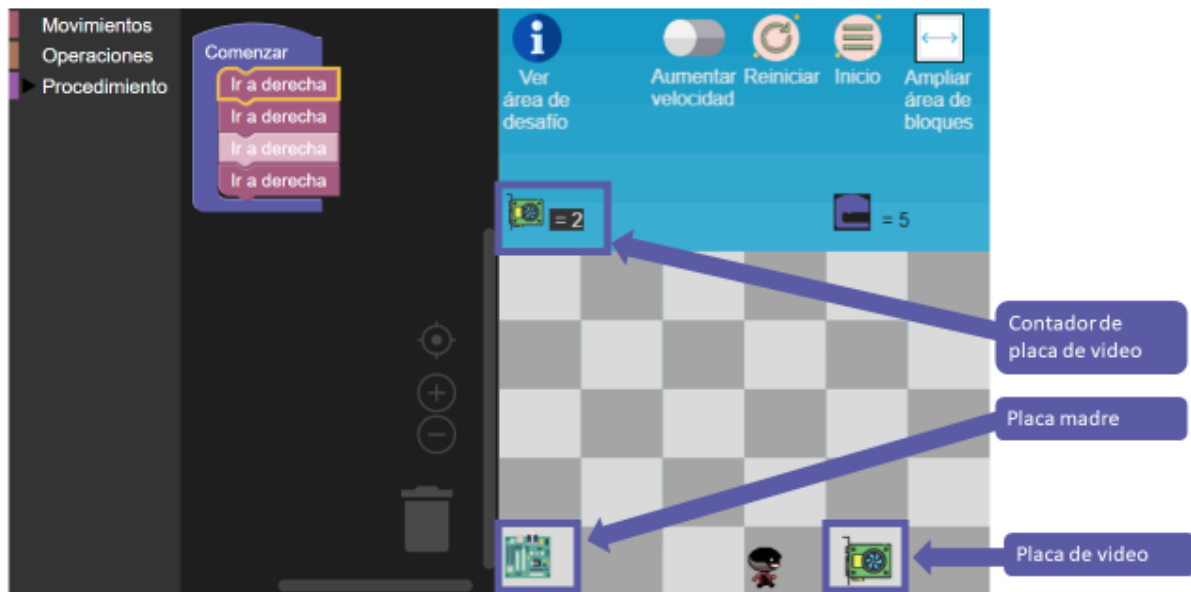 Movimientos
Operaciones
Procedimiento
Comenzar
Ir a derecha
Ir a derecha
Ir a derecha
Ir a derecha
Ver
área de
desafío
Aumentar
velocidad
Reiniciar
Inicio
Ampliar
área de
bloques
= 2
= 5
Contador de
placa de video
Placa madre
Placa de video